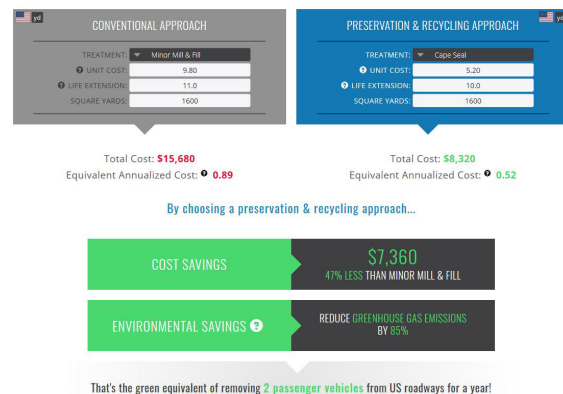 yd
CONVENTIONAL APPROACH
TREATMENT: Minor Mill & Fill
? UNIT COST: 9.80
? LIFE EXTENSION: 11.0
SQUARE YARDS: 1600
Total Cost: $15,680
Equivalent Annualized Cost: ? 0.89
PRESERVATION & RECYCLING APPROACH
yd
TREATMENT: Cape Seal
? UNIT COST: 5.20
? LIFE EXTENSION: 10.0
SQUARE YARDS: 1600
Total Cost: $8,320
Equivalent Annualized Cost: ? 0.52
By choosing a preservation & recycling approach...
COST SAVINGS
$7,360
47% LESS THAN MINOR MILL & FILL
ENVIRONMENTAL SAVINGS ?
REDUCE GREENHOUSE GAS EMISSIONS
BY 85%
That's the green equivalent of removing 2 passenger vehicles from US roadways for a year!